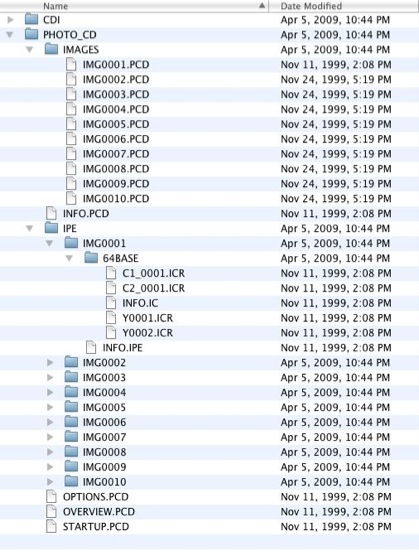 Name Date Modified
CDI Apr 5, 2009, 10:44 PM
PHOTO_CD Apr 5, 2009, 10:44 PM
IMAGES Apr 5, 2009, 10:44 PM
IMG0001.PCD Nov 11, 1999, 2:08 PM
IMG0002.PCD Nov 24, 1999, 5:19 PM
IMG0003.PCD Nov 24, 1999, 5:19 PM
IMG0004.PCD Nov 24, 1999, 5:19 PM
IMG0005.PCD Nov 24, 1999, 5:19 PM
IMG0006.PCD Nov 24, 1999, 5:19 PM
IMG0007.PCD Nov 24, 1999, 5:19 PM
IMG0008.PCD Nov 24, 1999, 5:19 PM
IMG0009.PCD Nov 24, 1999, 5:19 PM
IMG0010.PCD Nov 24, 1999, 5:19 PM
INFO.PCD Nov 11, 1999, 2:08 PM
IPE Apr 5, 2009, 10:44 PM
IMG0001 Apr 5, 2009, 10:44 PM
64BASE Apr 5, 2009, 10:44 PM
C1_0001.ICR Nov 11, 1999, 2:08 PM
C2_0001.ICR Nov 11, 1999, 2:08 PM
INFO.IC Nov 11, 1999, 2:08 PM
Y0001.ICR Nov 11, 1999, 2:08 PM
Y0002.ICR Nov 11, 1999, 2:08 PM
INFO.IPE Nov 11, 1999, 2:08 PM
IMG0002 Apr 5, 2009, 10:44 PM
IMG0003 Apr 5, 2009, 10:44 PM
IMG0004 Apr 5, 2009, 10:44 PM
IMG0005 Apr 5, 2009, 10:44 PM
IMG0006 Apr 5, 2009, 10:44 PM
IMG0007 Apr 5, 2009, 10:44 PM
IMG0008 Apr 5, 2009, 10:44 PM
IMG0009 Apr 5, 2009, 10:44 PM
IMG0010 Apr 5, 2009, 10:44 PM
OPTIONS.PCD Nov 11, 1999, 2:08 PM
OVERVIEW.PCD Nov 11, 1999, 2:08 PM
STARTUP.PCD Nov 11, 1999, 2:08 PM